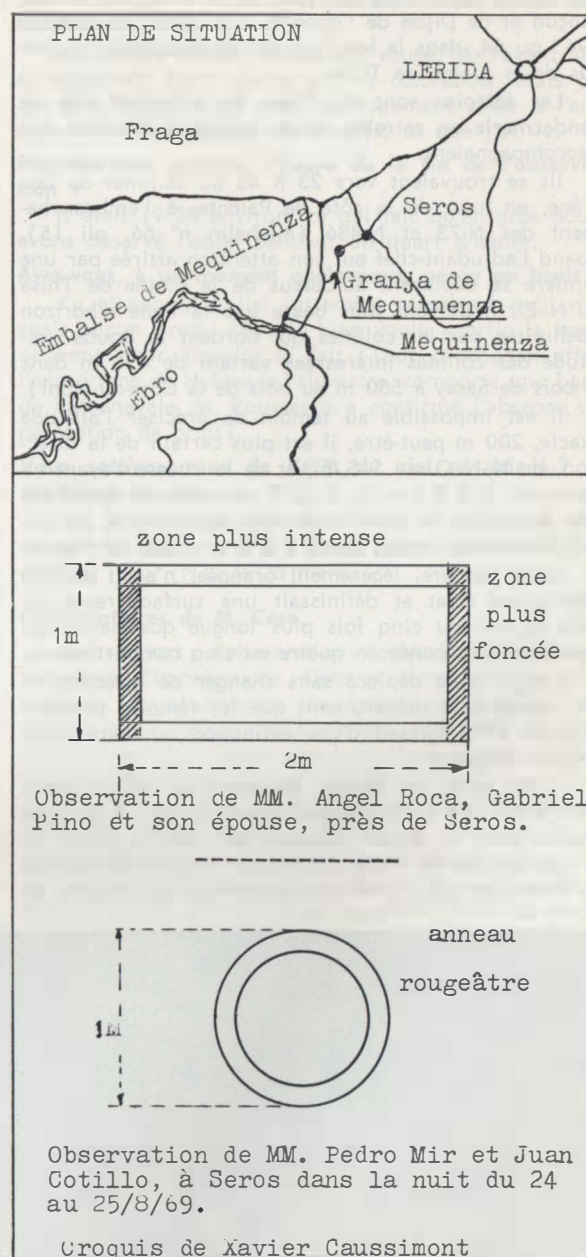 PLAN DE SITUATION
LERIDA
Fraga
Seros
Embalse de Mequinenza
Granja de
Mequinenza
Mequinenza
Ebro
zone plus intense
zone
plus
foncée
1m
2m
Observation de MM. Angel Roca, Gabriel
Pino et son épouse, près de Seros.
anneau
rougeâtre
1M
Observation de MM. Pedro Mir et Juan
Cotillo, à Seros dans la nuit du 24
au 25/8/69.
Croquis de Xavier Caussimont